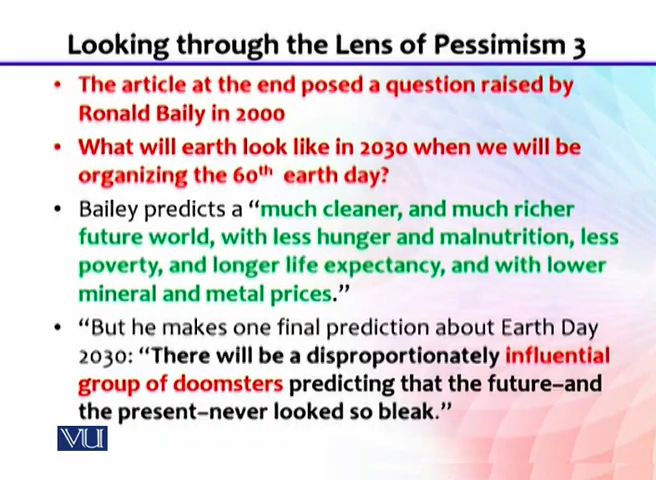 Looking through the Lens of Pessimism 3
• The article at the end posed a question raised by
Ronald Baily in 2000
• What will earth look like in 2030 when we will be
organizing the 60th earth day?
• Bailey predicts a “much cleaner, and much richer
future world, with less hunger and malnutrition, less
poverty, and longer life expectancy, and with lower
mineral and metal prices.”
• “But he makes one final prediction about Earth Day
2030: “There will be a disproportionately influential
group of doomsters predicting that the future–and
the present–never looked so bleak.”
VU